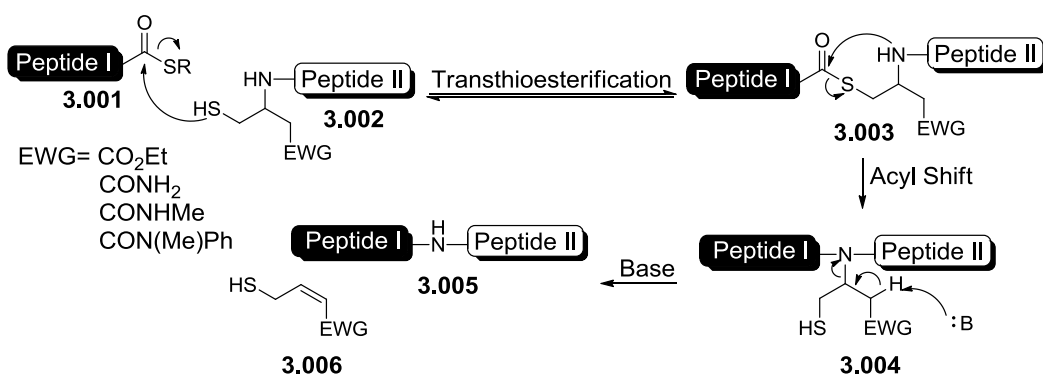 O
Peptide I
SR
3.001
HN
Peptide II
HS
3.002
EWG
Transthioesterification
O
Peptide I
S
HN
Peptide II
3.003
EWG
EWG= CO₂Et
CONH₂
CONHMe
CON(Me)Ph
Acyl Shift
H
Peptide I
N
Peptide II
3.005
HS
EWG
3.006
Base
Peptide I
N
Peptide II
H
HS
EWG
:B
3.004